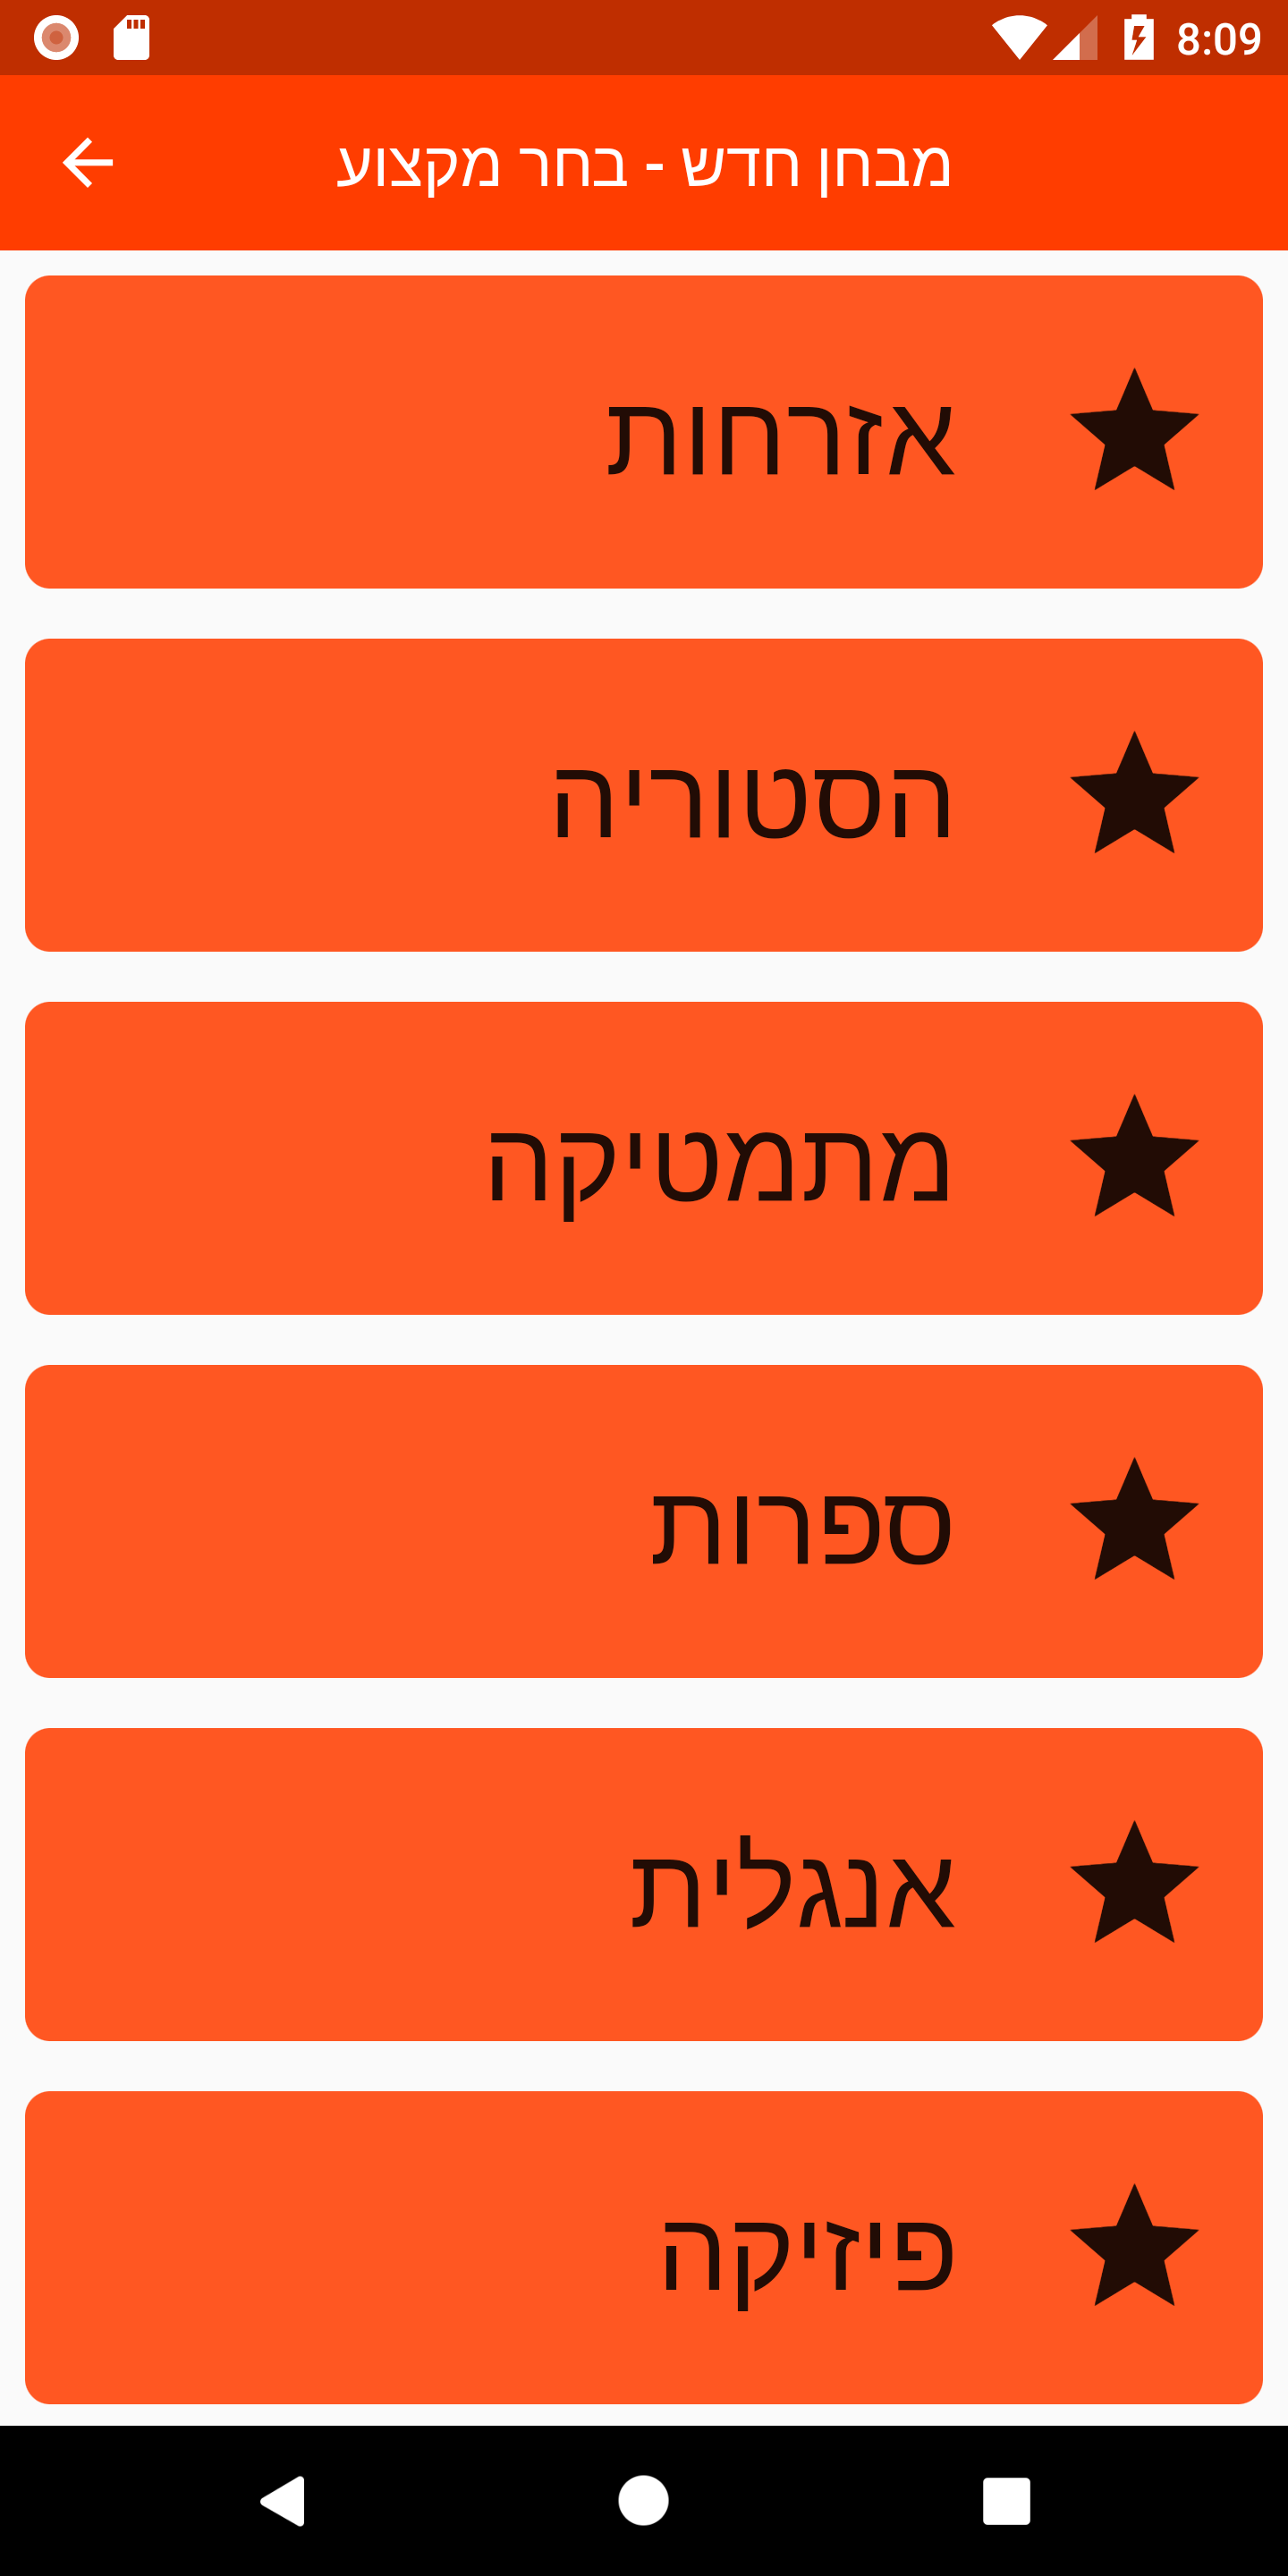 8:09
מבחן חדש - בחר מקצוע
אזרחות
הסטוריה
מתמטיקה
ספרות
אנגלית
פיזיקה